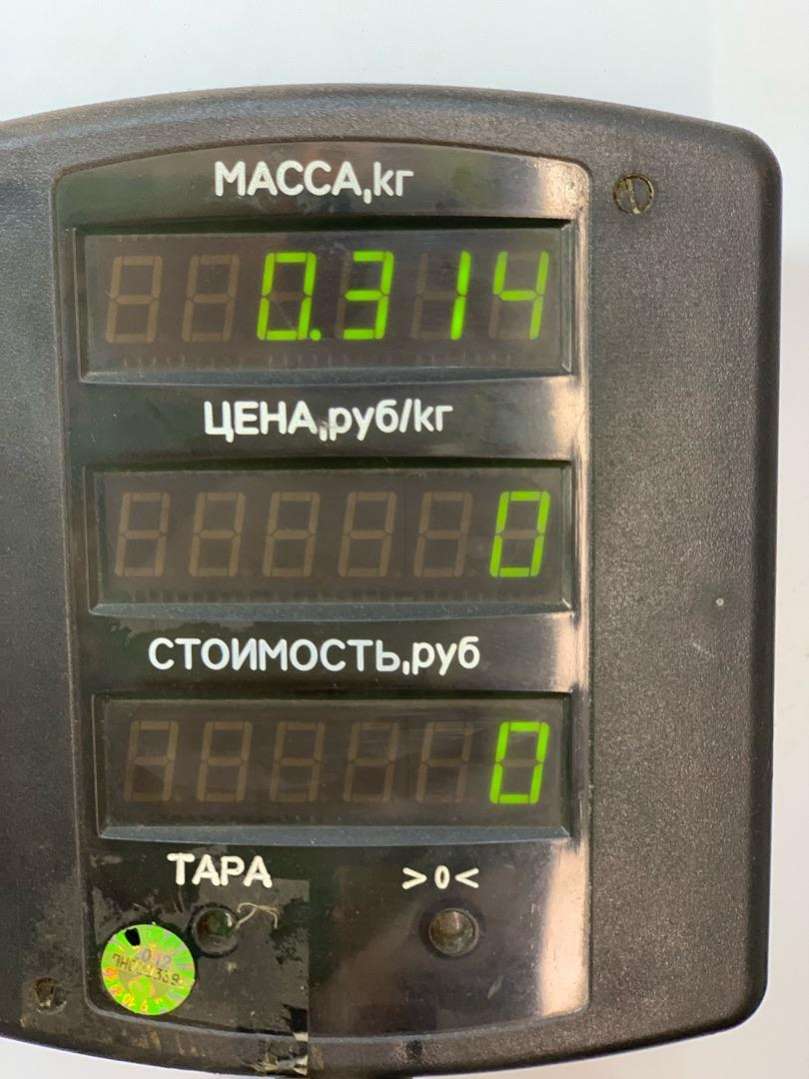 МАССА,кг
0.314
ЦЕНА,руб/кг
0
СТОИМОСТЬ,руб
0
ТАРА >0<